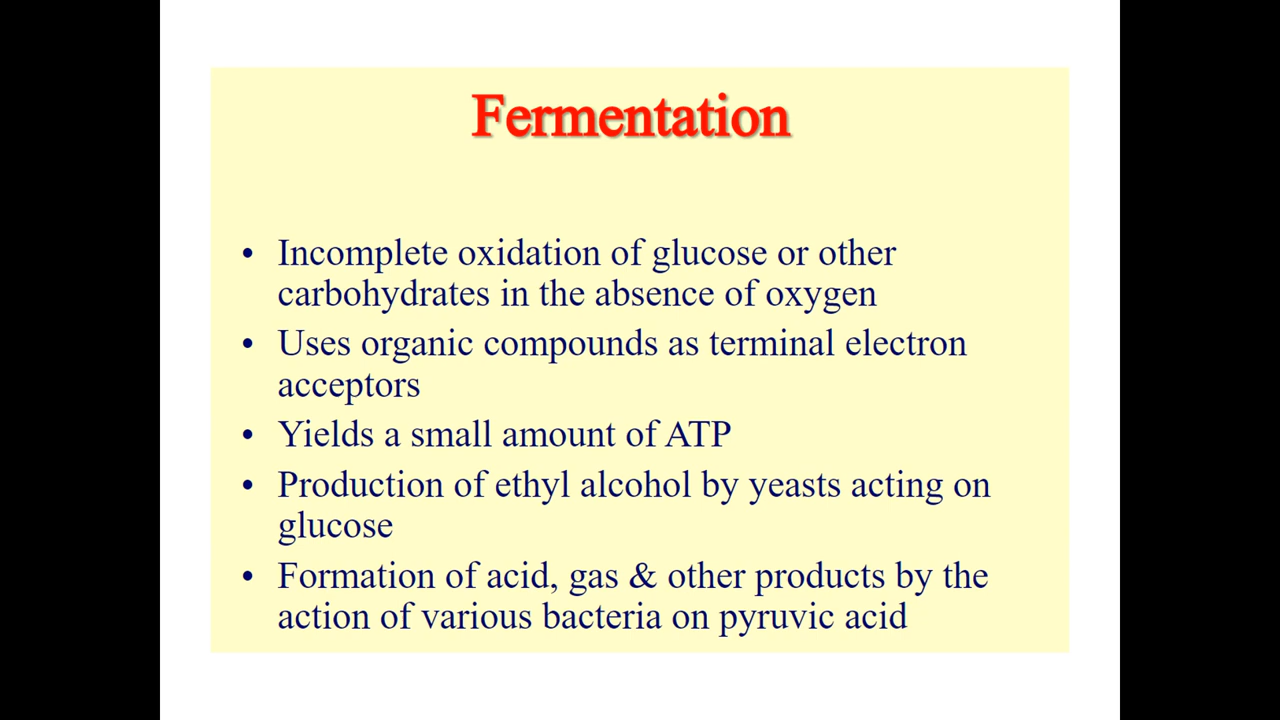 Fermentation
• Incomplete oxidation of glucose or other
carbohydrates in the absence of oxygen
• Uses organic compounds as terminal electron
acceptors
• Yields a small amount of ATP
• Production of ethyl alcohol by yeasts acting on
glucose
• Formation of acid, gas & other products by the
action of various bacteria on pyruvic acid